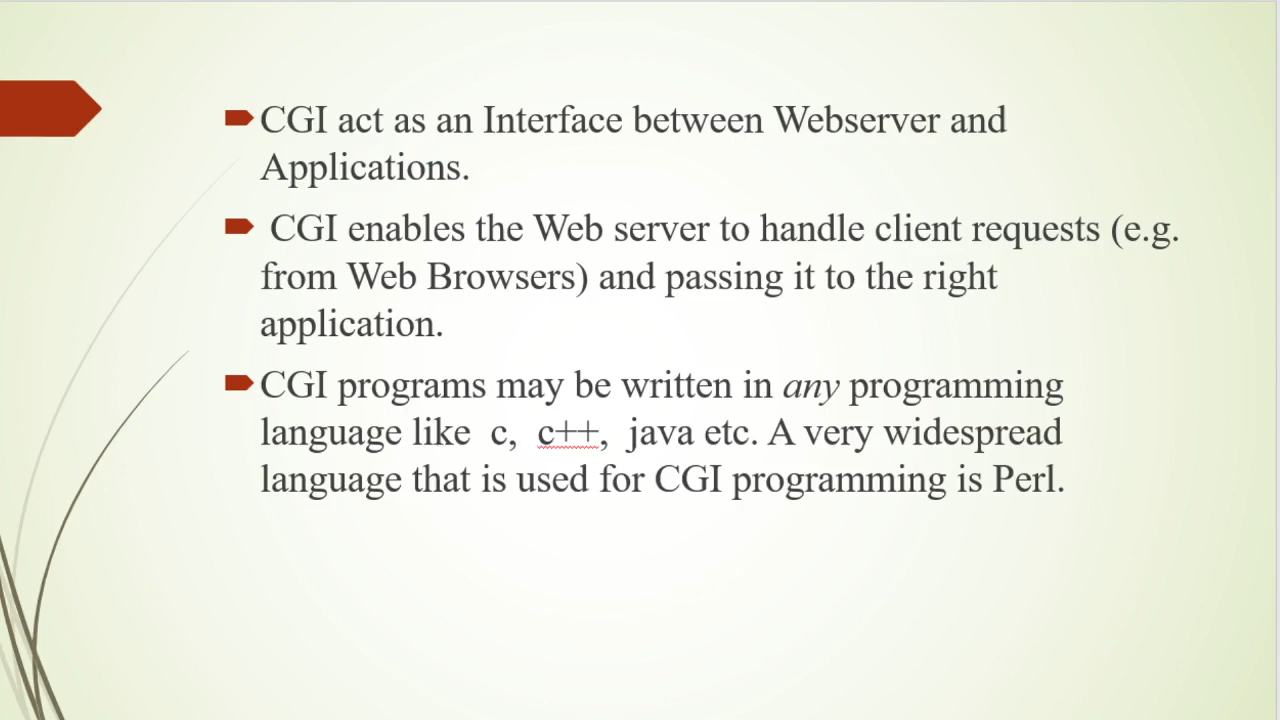 CGI act as an Interface between Webserver and
Applications.
CGI enables the Web server to handle client requests (e.g.
from Web Browsers) and passing it to the right
application.
CGI programs may be written in any programming
language like c, c++, java etc. A very widespread
language that is used for CGI programming is Perl.